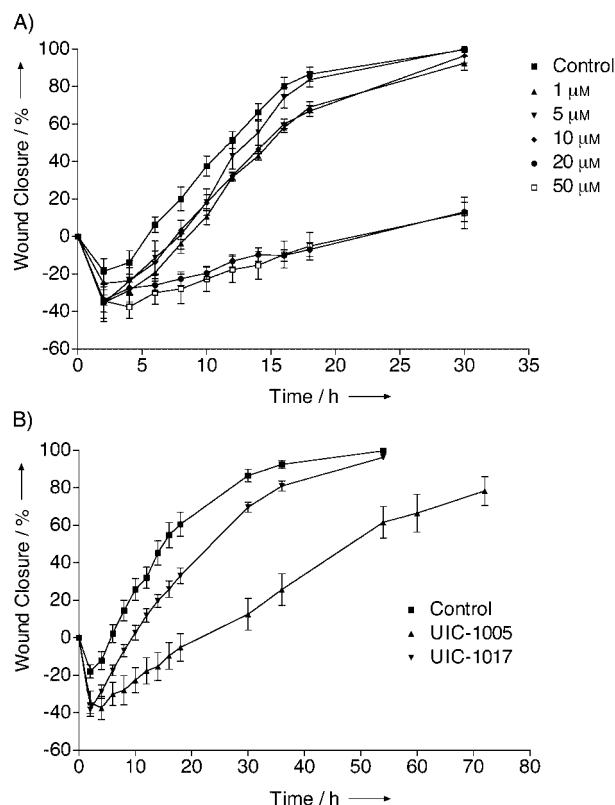 A)
Wound Closure / %
100
80
60
40
20
0
-20
-40
-60
0 5 10 15 20 25 30 35
Time / h
Control
1 µM
5 µM
10 µM
20 µM
50 µM
B)
Wound Closure / %
100
80
60
40
20
0
-20
-40
-60
0 10 20 30 40 50 60 70 80
Time / h
Control
UIC-1005
UIC-1017